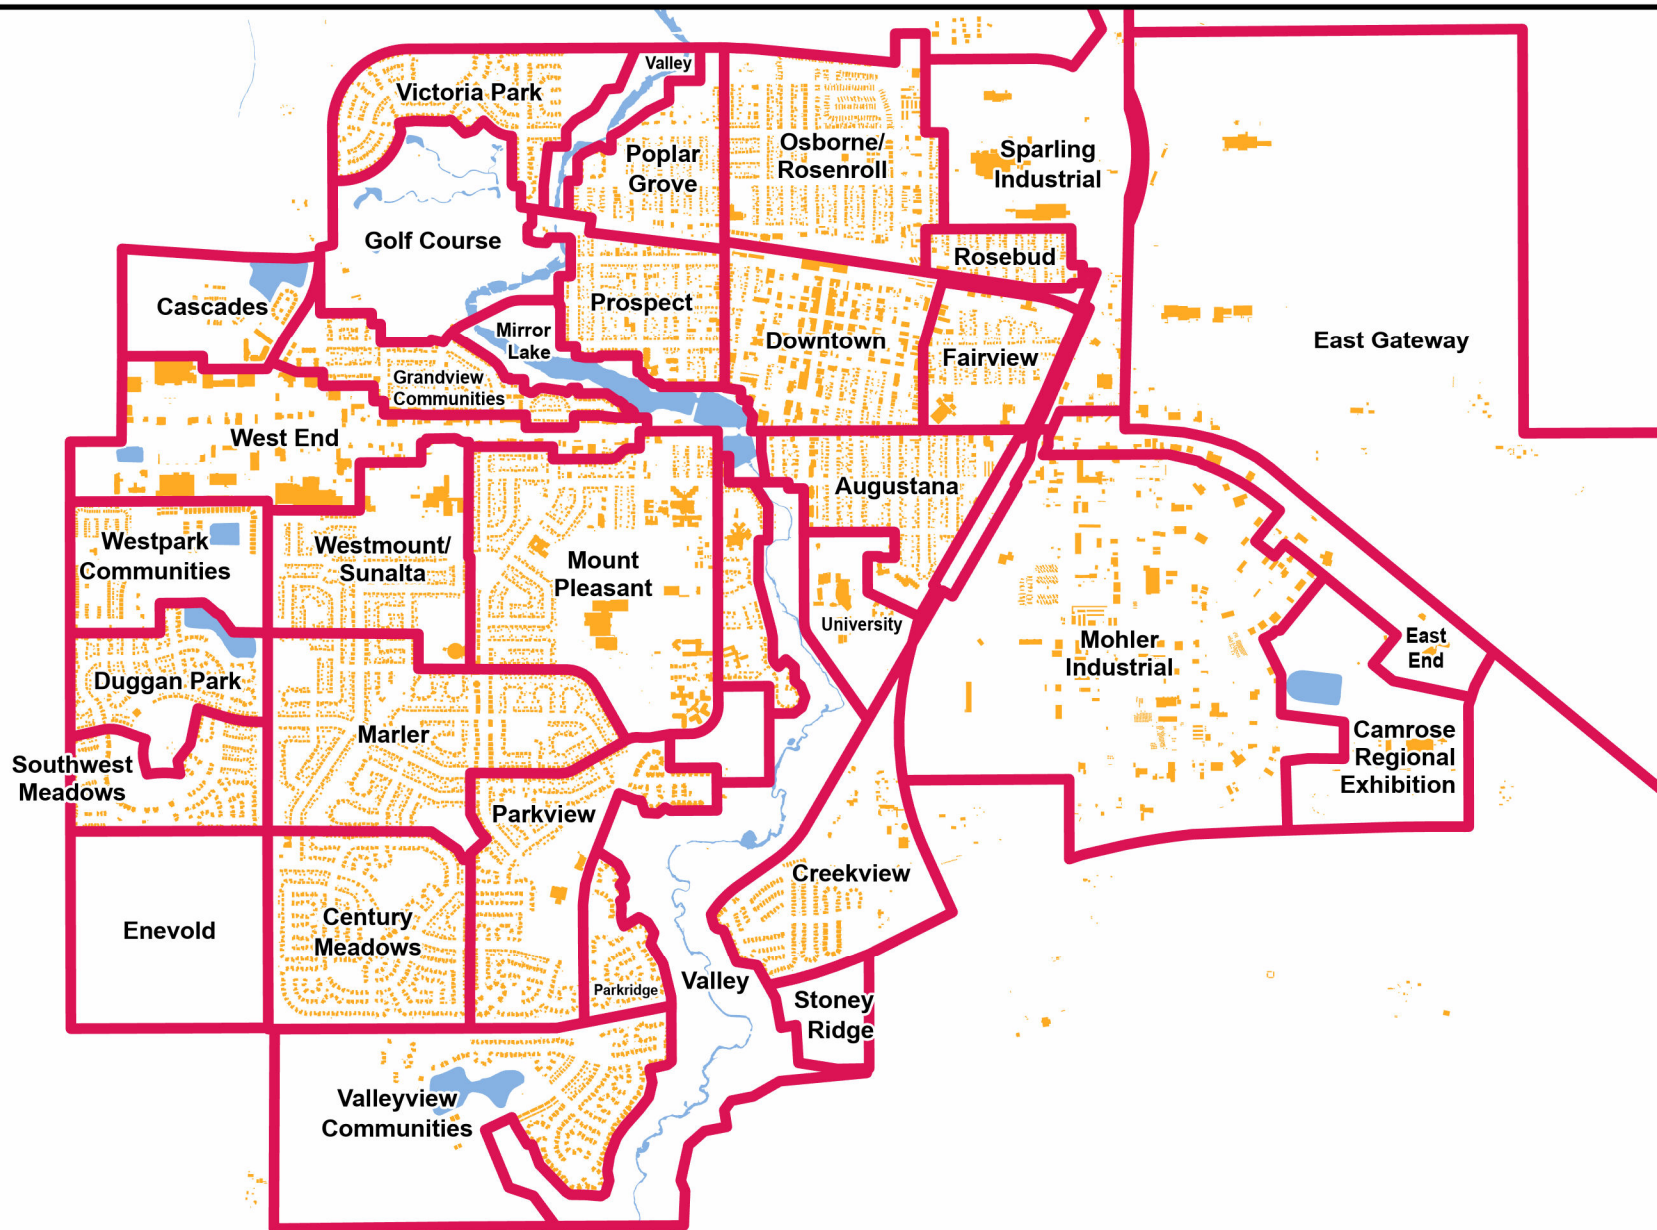 Valley
Victoria Park
Osborne/
Rosenroll
Poplar
Grove
Sparling
Industrial
Golf Course
Rosebud
Cascades
Prospect
Mirror
Lake
Downtown
Fairview
East Gateway
Grandview
Communities
West End
Augustana
Westpark
Communities
Westmount/
Sunalta
Mount
Pleasant
University
Mohler
Industrial
East
End
Duggan Park
Marler
Southwest
Meadows
Camrose
Regional
Exhibition
Parkview
Creekview
Enevold
Century
Meadows
Parkridge
Valley
Stoney
Ridge
Valleyview
Communities